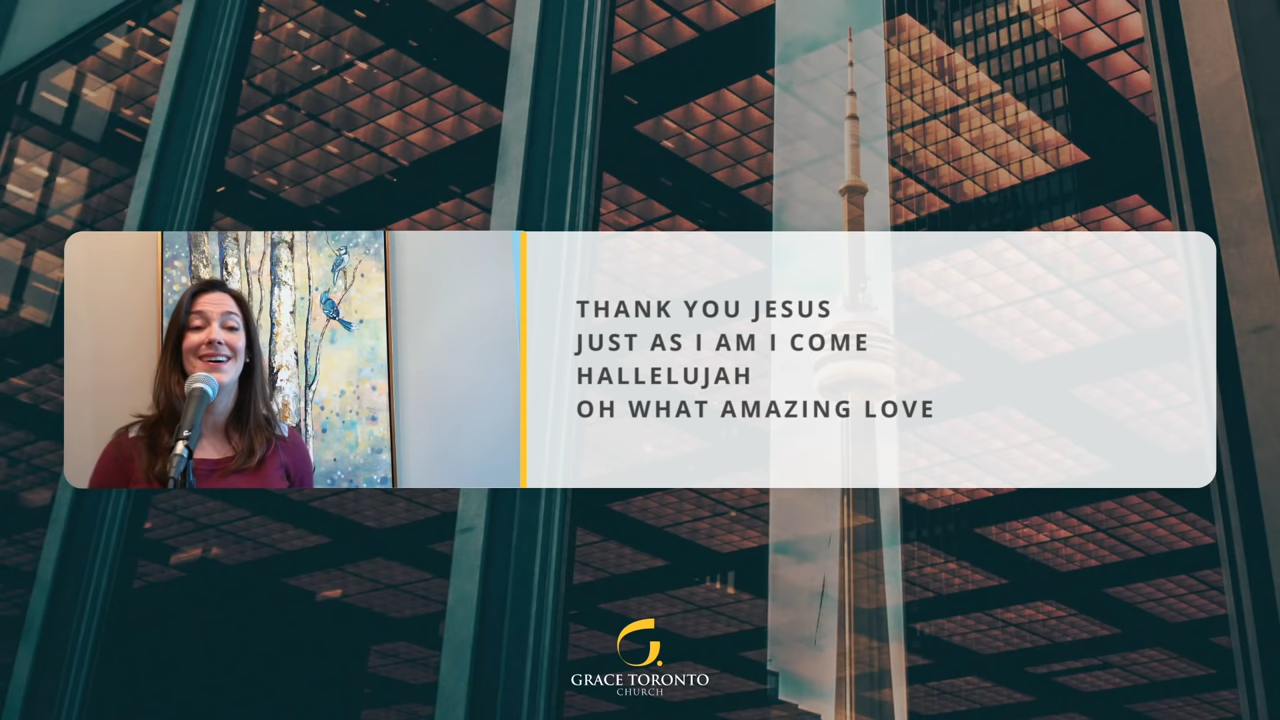 THANK YOU JESUS
JUST AS I AM I COME
HALLELUJAH
OH WHAT AMAZING LOVE
GRACE TORONTO
CHURCH